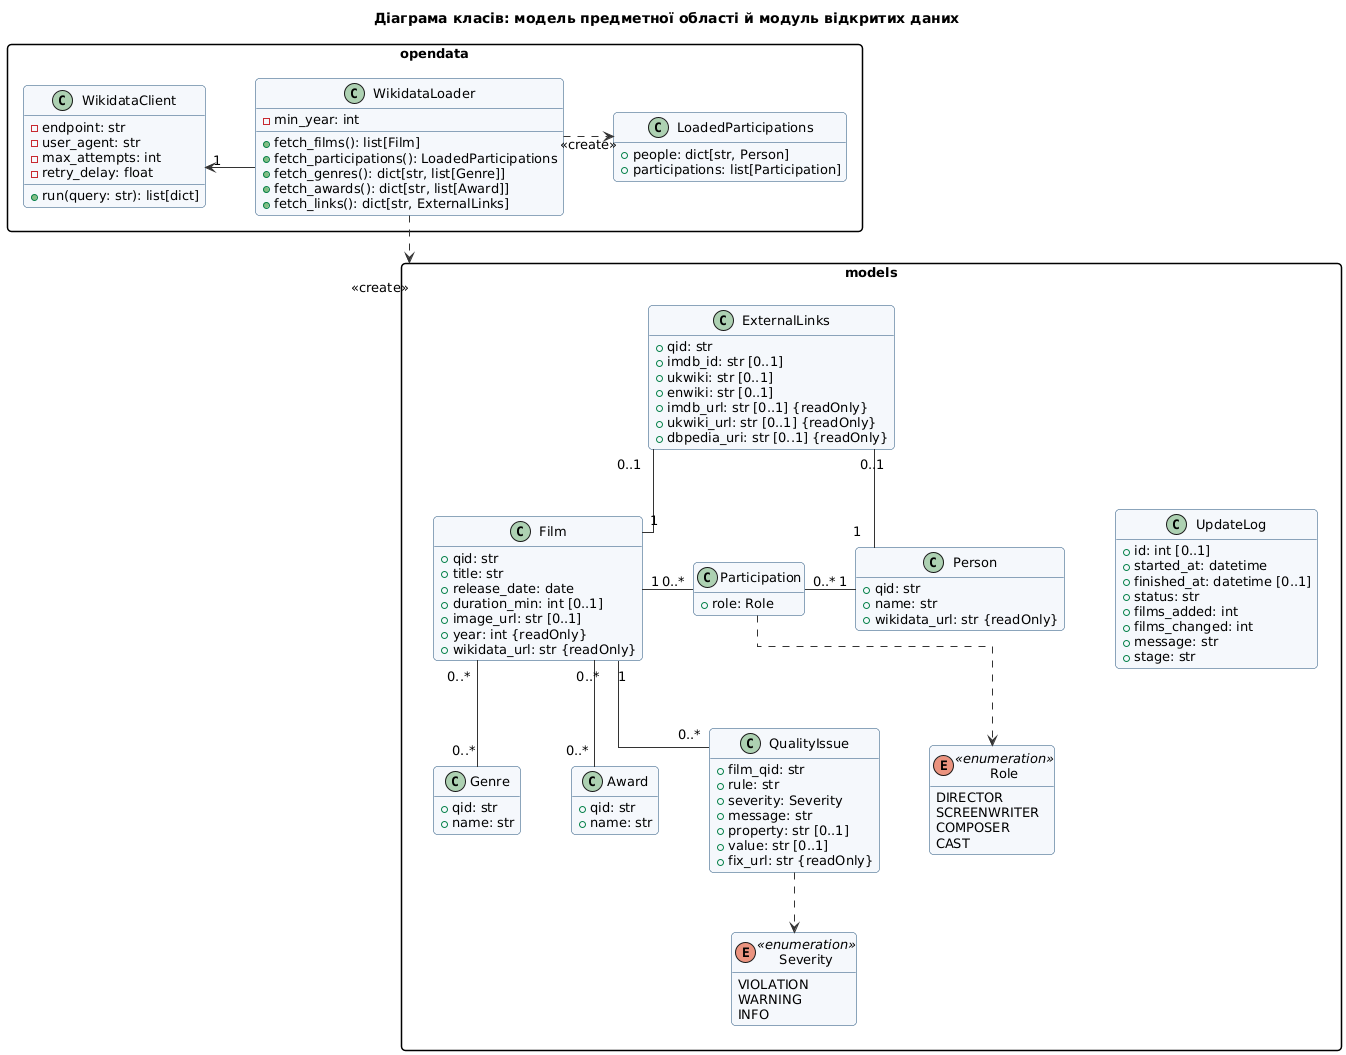 Діаграма класів: модель предметної області й модуль відкритих даних
opendata
C WikidataClient
endpoint: str
user_agent: str
max_attempts: int
retry_delay: float
run(query: str): list[dict]
1
C WikidataLoader
min_year: int
fetch_films(): list[Film]
fetch_participations(): LoadedParticipations
fetch_genres(): dict[str, list[Genre]]
fetch_awards(): dict[str, list[Award]]
fetch_links(): dict[str, ExternalLinks]
«create»
C LoadedParticipations
people: dict[str, Person]
participations: list[Participation]
«create»
models
C ExternalLinks
qid: str
imdb_id: str [0..1]
ukwiki: str [0..1]
enwiki: str [0..1]
imdb_url: str [0..1] {readOnly}
ukwiki_url: str [0..1] {readOnly}
dbpedia_uri: str [0..1] {readOnly}
0..1
0..1
1
1
C Film
qid: str
title: str
release_date: date
duration_min: int [0..1]
image_url: str [0..1]
year: int {readOnly}
wikidata_url: str {readOnly}
1 0..*
C Participation
role: Role
0..* 1
C Person
qid: str
name: str
wikidata_url: str {readOnly}
C UpdateLog
id: int [0..1]
started_at: datetime
finished_at: datetime [0..1]
status: str
films_added: int
films_changed: int
message: str
stage: str
0..*
0..*
1
0..*
0..*
0..*
C Genre
qid: str
name: str
C Award
qid: str
name: str
C QualityIssue
film_qid: str
rule: str
severity: Severity
message: str
property: str [0..1]
value: str [0..1]
fix_url: str {readOnly}
E «enumeration»
Role
DIRECTOR
SCREENWRITER
COMPOSER
CAST
E «enumeration»
Severity
VIOLATION
WARNING
INFO